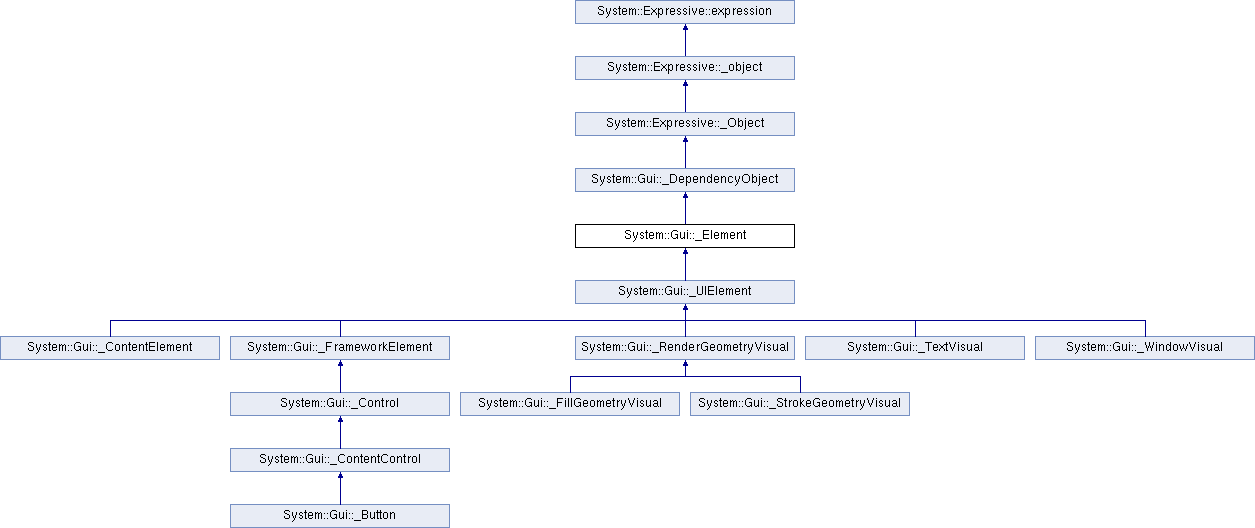 System::Expressive::expression
System::Expressive::_object
System::Expressive::_Object
System::Gui::_DependencyObject
System::Gui::_Element
System::Gui::_UIElement
System::Gui::_ContentElement
System::Gui::_FrameworkElement
System::Gui::_RenderGeometryVisual
System::Gui::_TextVisual
System::Gui::_WindowVisual
System::Gui::_Control
System::Gui::_FillGeometryVisual
System::Gui::_StrokeGeometryVisual
System::Gui::_ContentControl
System::Gui::_Button